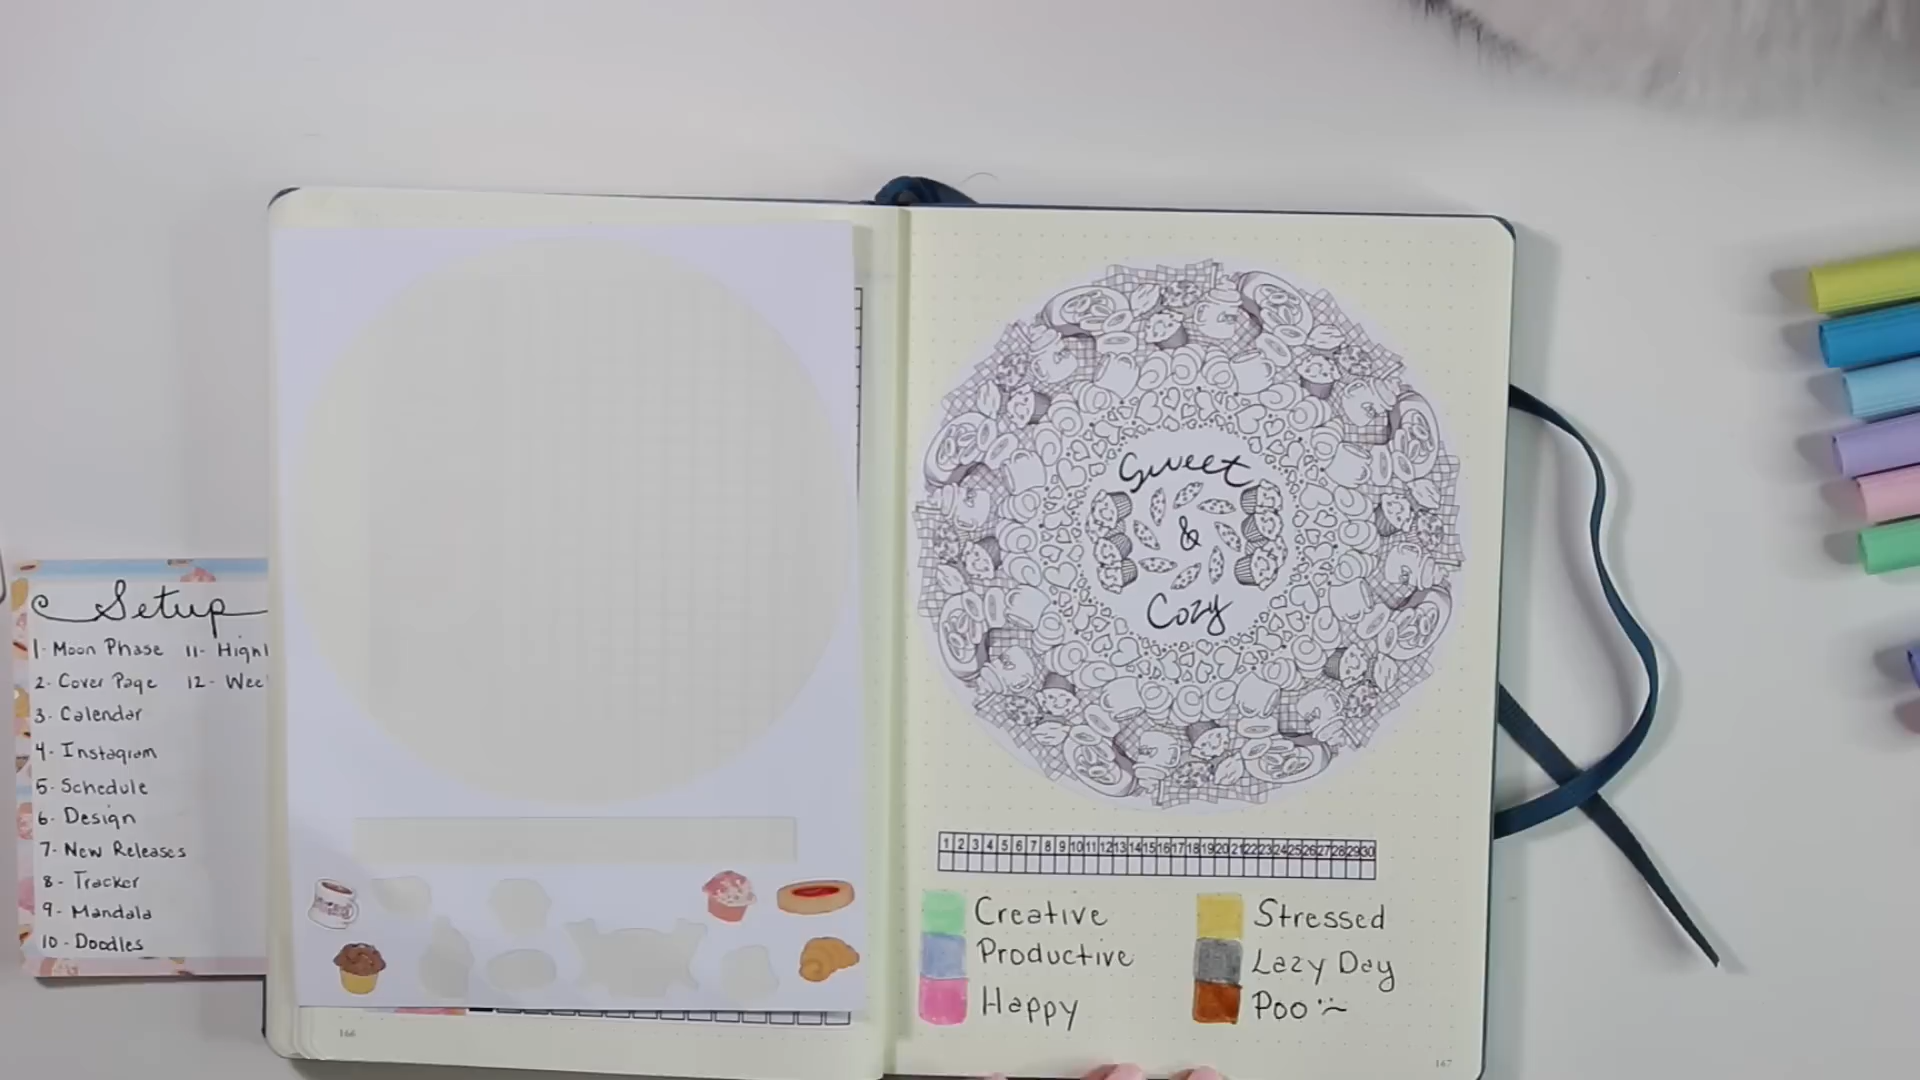 Setup
1- Moon Phase
2- Cover Page
3- Calendar
4- Instagram
5- Schedule
6- Design
7- New Releases
8- Tracker
9- Mandala
10- Doodles
11-
12-
166
Sweet
&
Cozy
1 2 3 4 5 6 7 8 9 10 11 12 13 14 15 16 17 18 19 20 21 22 23 24 25 26 27 28 29 30
Creative
Productive
Happy
Stressed
Lazy Day
Poo :~
167